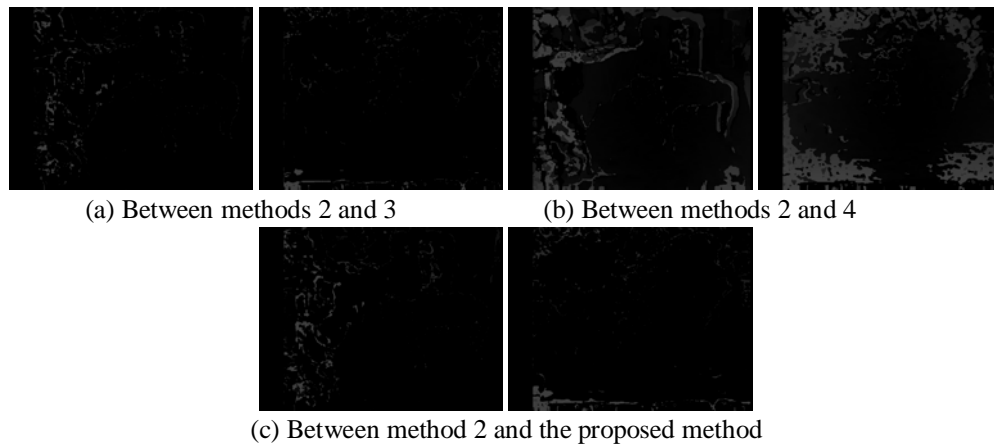 (a) Between methods 2 and 3
(b) Between methods 2 and 4
(c) Between method 2 and the proposed method